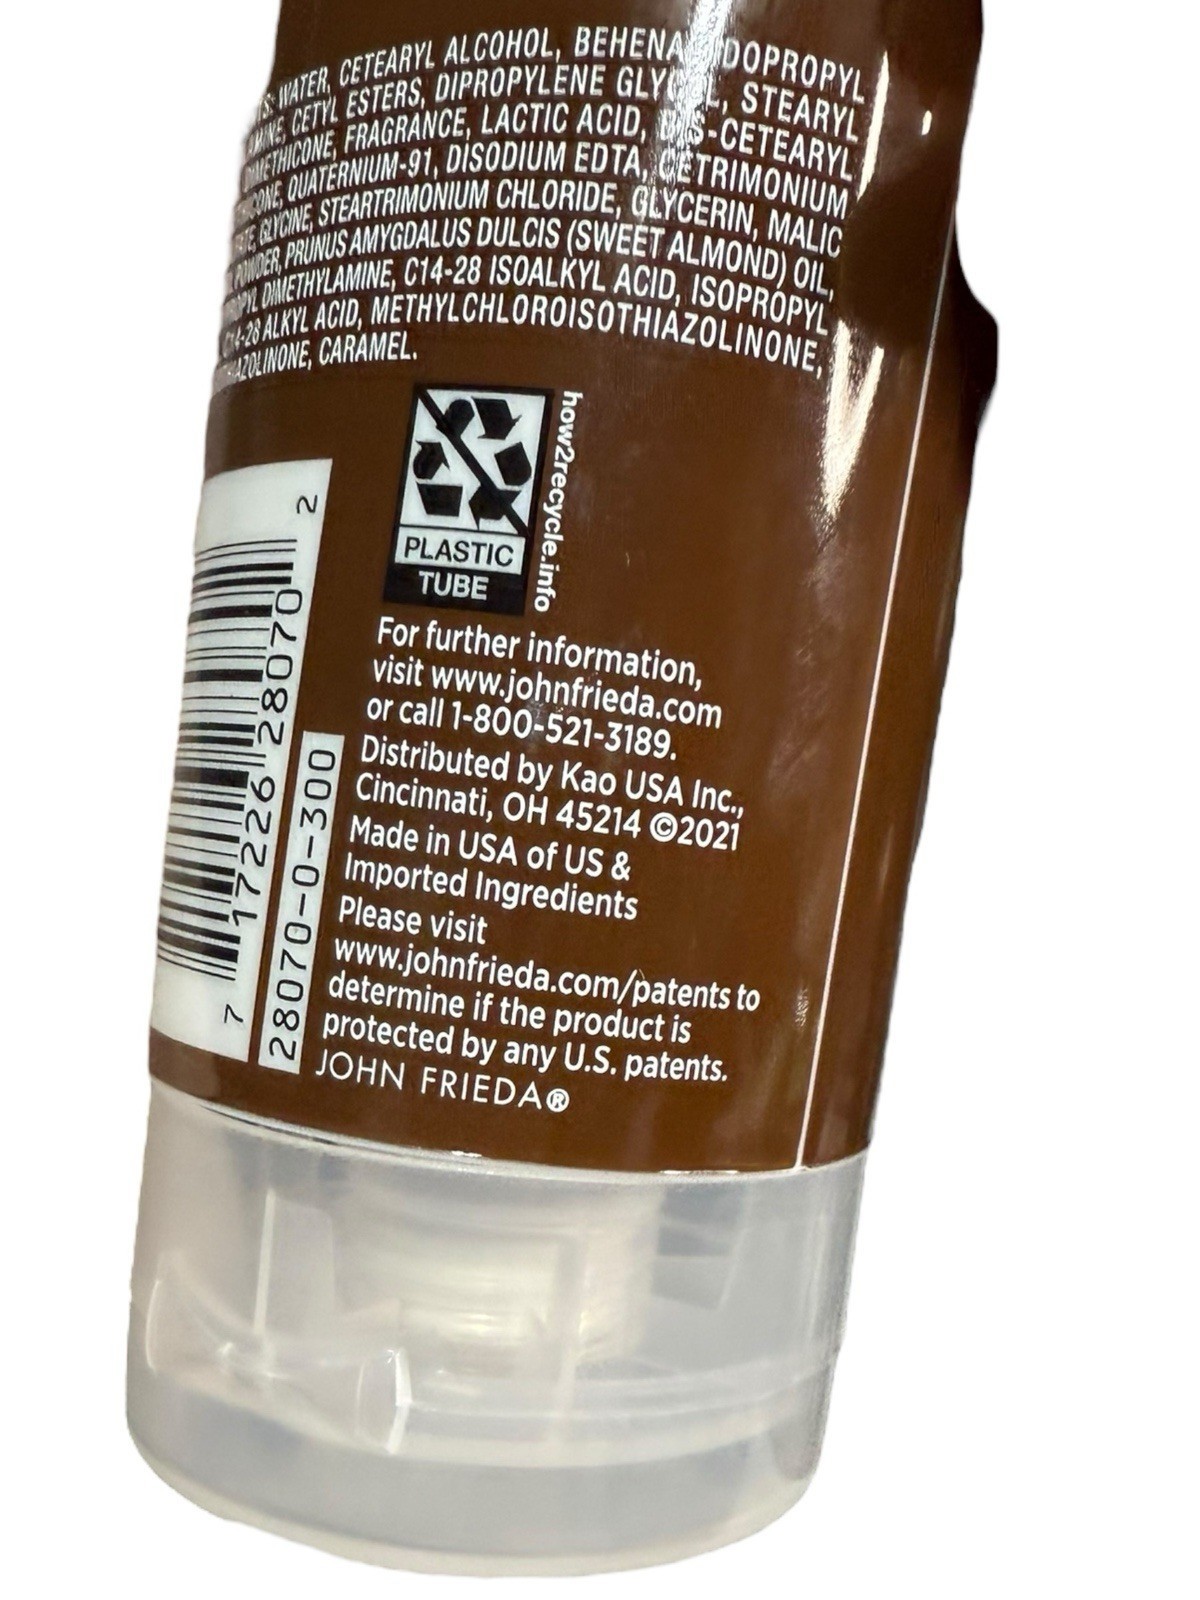 WATER, CETEARYL ALCOHOL,
CETYL ESTERS, DIPROPYLENE STEARYL
FRAGRANCE, LACTIC ACID,
QUATERNIUM-91, DISODIUM EDTA, CETRIMONIUM
GLYCINE, STEARTRIMONIUM CHLORIDE, GLYCERIN, MALIC
POWDER, PRUNUS AMYGDALUS DULCIS (SWEET ALMOND) OIL,
DIMETHYLAMINE, C14-28 ISOALKYL ACID, ISOPROPYL
ALKYL ACID, METHYLCHLOROISOTHIAZOLINONE,
CARAMEL.
PLASTIC
TUBE
how2recycle.info
For further information,
visit www.johnfrieda.com
or call 1-800-521-3189.
Distributed by Kao USA Inc.,
Cincinnati, OH 45214 ©2021
Made in USA of US &
Imported Ingredients
Please visit
www.johnfrieda.com/patents to
determine if the product is
protected by any U.S. patents.
JOHN FRIEDA®
7 17226 28070 2
28070-0-300